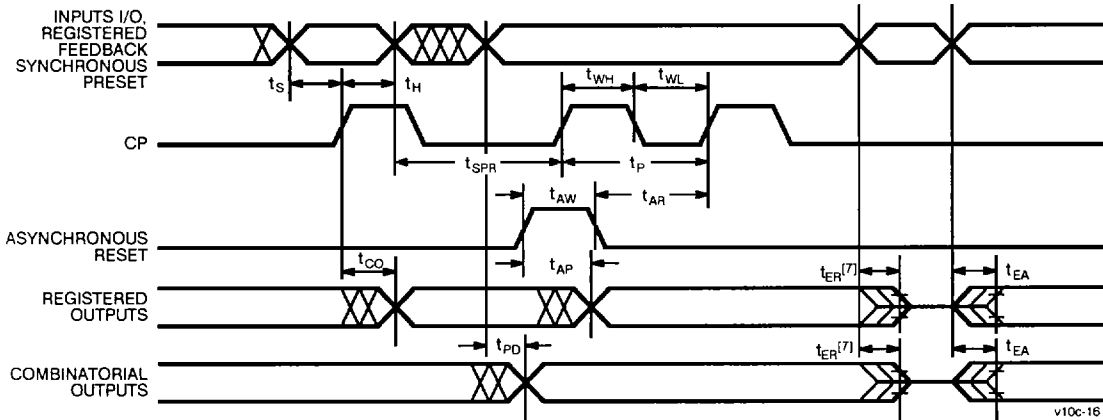 INPUTS I/O,
REGISTERED
FEEDBACK
SYNCHRONOUS
PRESET
tS
tH
tWH
tWL
CP
tSPR
tP
tAW
tAR
ASYNCHRONOUS
RESET
tCO
tAP
tER[7]
tEA
REGISTERED
OUTPUTS
tPD
tER[7]
tEA
COMBINATORIAL
OUTPUTS
v10c-16